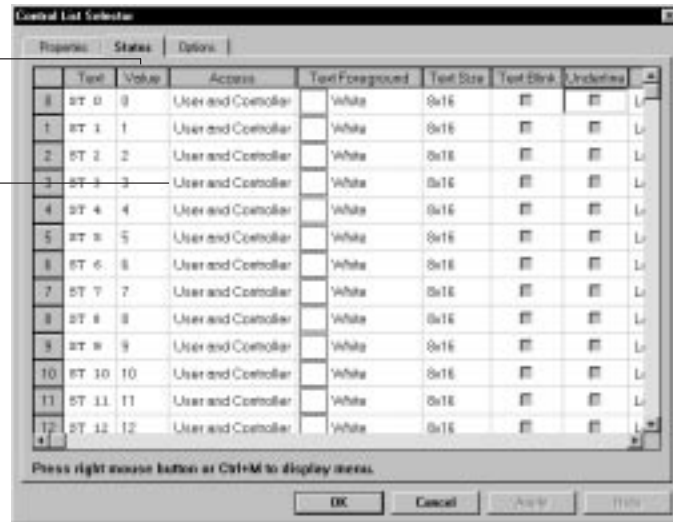 Control List Selector
Properties States Options
Text Value Access Text Foreground Text Size Text Blink Underline
0 ST 0 0 User and Controller White 8x16 L
1 ST 1 1 User and Controller White 8x16 L
2 ST 2 2 User and Controller White 8x16 L
3 ST 3 3 User and Controller White 8x16 L
4 ST 4 4 User and Controller White 8x16 L
5 ST 5 5 User and Controller White 8x16 L
6 ST 6 6 User and Controller White 8x16 L
7 ST 7 7 User and Controller White 8x16 L
8 ST 8 8 User and Controller White 8x16 L
9 ST 9 9 User and Controller White 8x16 L
10 ST 10 10 User and Controller White 8x16 L
11 ST 11 11 User and Controller White 8x16 L
12 ST 12 12 User and Controller White 8x16 L
Press right mouse button or Ctrl+M to display menu.
OK Cancel Apply Help